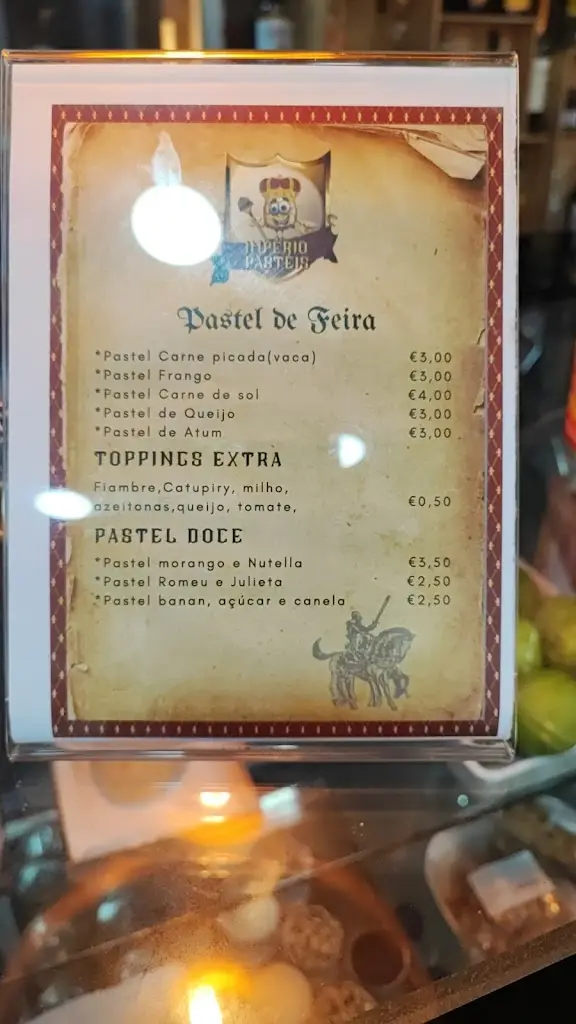 IMPÉRIO
PARTÉIS
Pastel de Feira
*Pastel Carne picada(vaca) €3,00
*Pastel Frango €3,00
*Pastel Carne de sol €4,00
*Pastel de Queijo €3,00
*Pastel de Atum €3,00
TOPPINGS EXTRA
Fiambre,Catupiry, milho,
azeitonas,queijo, tomate, €0,50
PASTEL DOCE
*Pastel morango e Nutella €3,50
*Pastel Romeu e Julieta €2,50
*Pastel banan, açúcar e canela €2,50